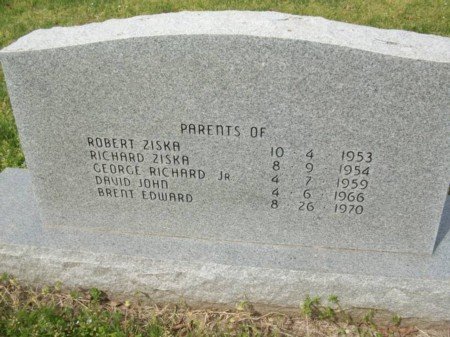 PARENTS OF
ROBERT ZISKA 10 · 4 1953
RICHARD ZISKA 8 · 9 1954
GEORGE RICHARD JR 4 · 7 1959
DAVID JOHN 4 · 6 1966
BRENT EDWARD 8 · 26 1970